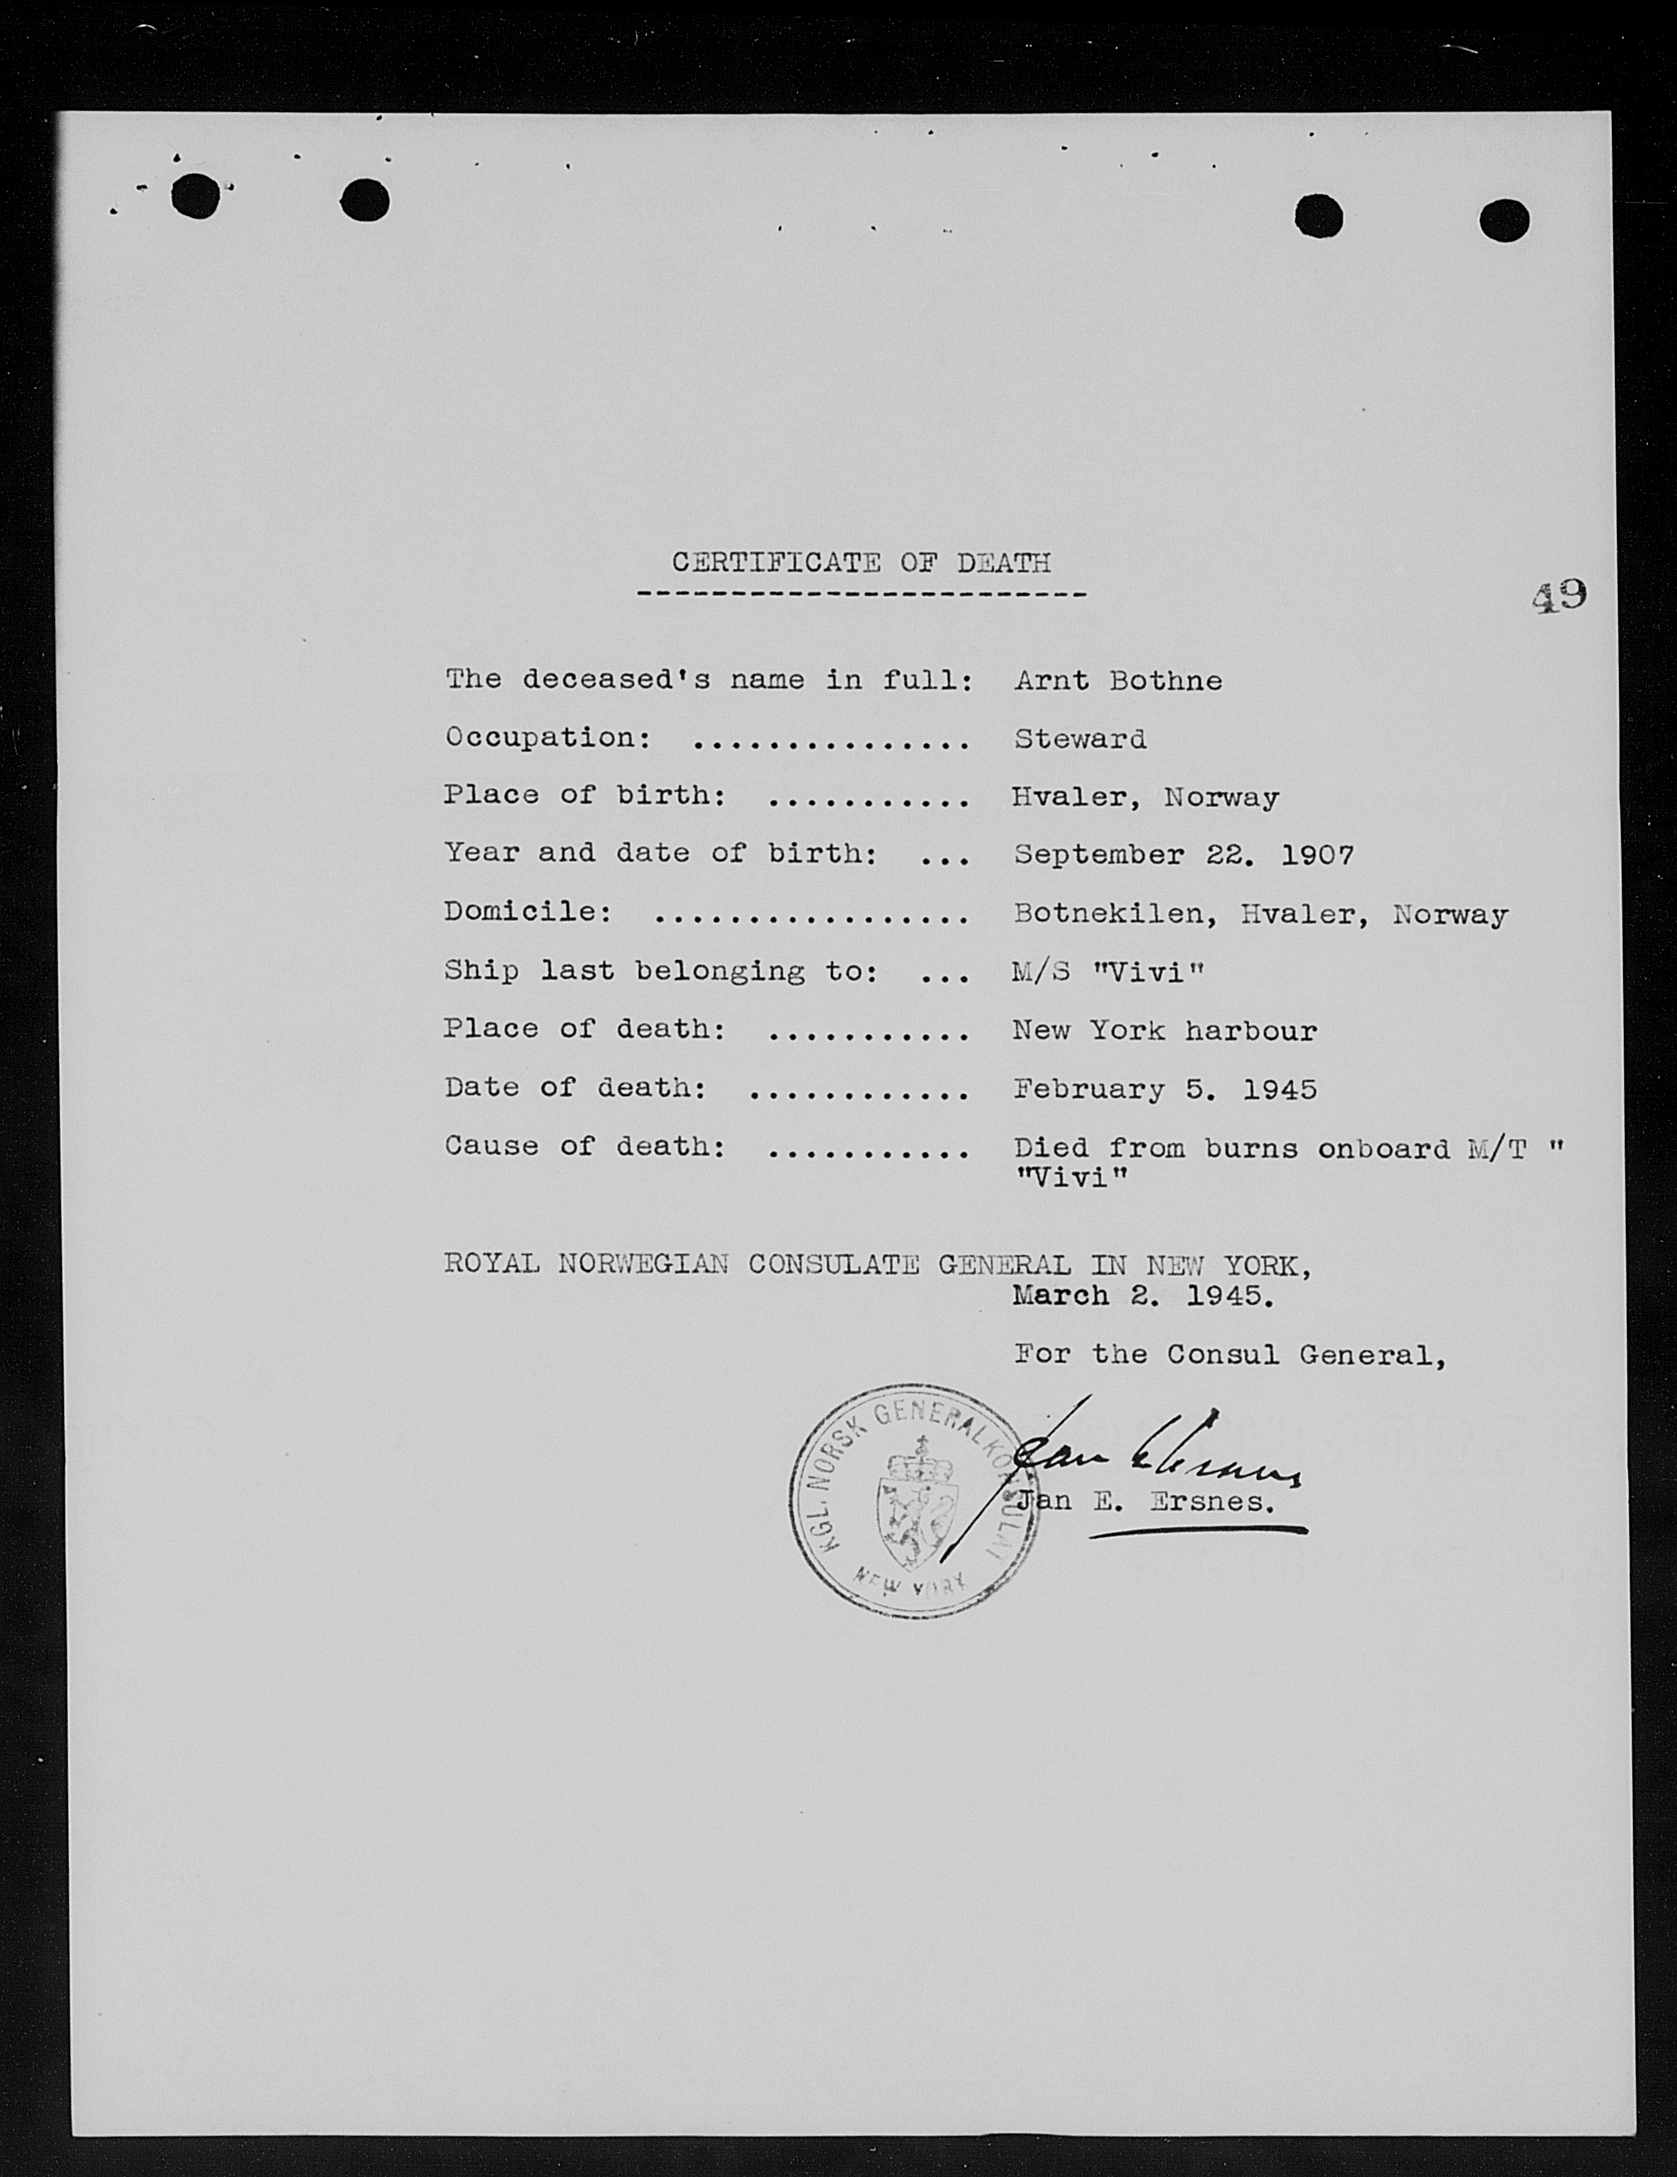 CERTIFICATE OF DEATH
------------------------
49
The deceased's name in full: Arnt Bothne
Occupation: ............... Steward
Place of birth: ........... Hvaler, Norway
Year and date of birth: ... September 22. 1907
Domicile: ................. Botnekilen, Hvaler, Norway
Ship last belonging to: ... M/S "Vivi"
Place of death: ........... New York harbour
Date of death: ............ February 5. 1945
Cause of death: ........... Died from burns onboard M/T "
"Vivi"
ROYAL NORWEGIAN CONSULATE GENERAL IN NEW YORK,
March 2. 1945.
For the Consul General,
KGL. NORSK GENERALKONSULAT
NEW YORK
Jan E. Ersnes
Jan E. Ersnes.